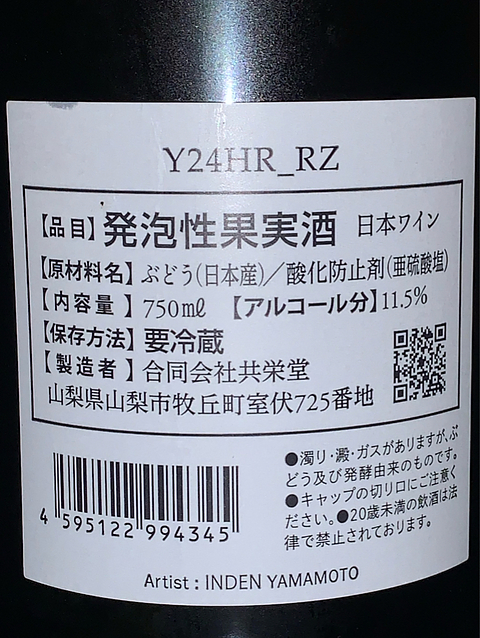 Y24HR_RZ
【品目】発泡性果実酒 日本ワイン
【原材料名】ぶどう(日本産)／酸化防止剤(亜硫酸塩)
【内容量】750㎖ 【アルコール分】11.5%
【保存方法】要冷蔵
【製造者】合同会社共栄堂
山梨県山梨市牧丘町室伏725番地
●濁り・澱・ガスがありますが、ぶ
どう及び発酵由来のものです。
●キャップの切り口にご注意く
ださい。●20歳未満の飲酒は法
律で禁止されております。
4 595122 994345
Artist : INDEN YAMAMOTO